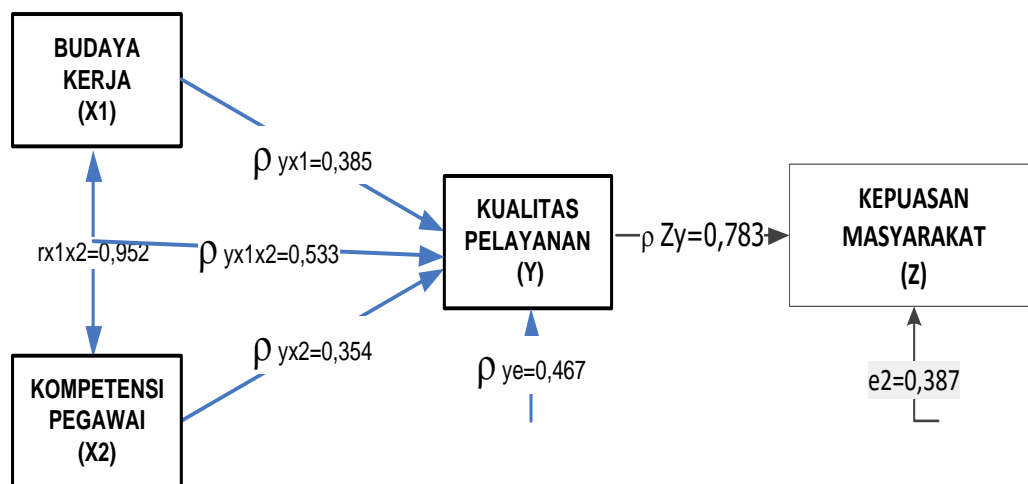 BUDAYA
KERJA
(X1)
ρ yx1=0,385
rx1x2=0,952
ρ yx1x2=0,533
KUALITAS
PELAYANAN
(Y)
ρ Zy=0,783
KEPUASAN
MASYARAKAT
(Z)
ρ yx2=0,354
ρ ye=0,467
e2=0,387
KOMPETENSI
PEGAWAI
(X2)